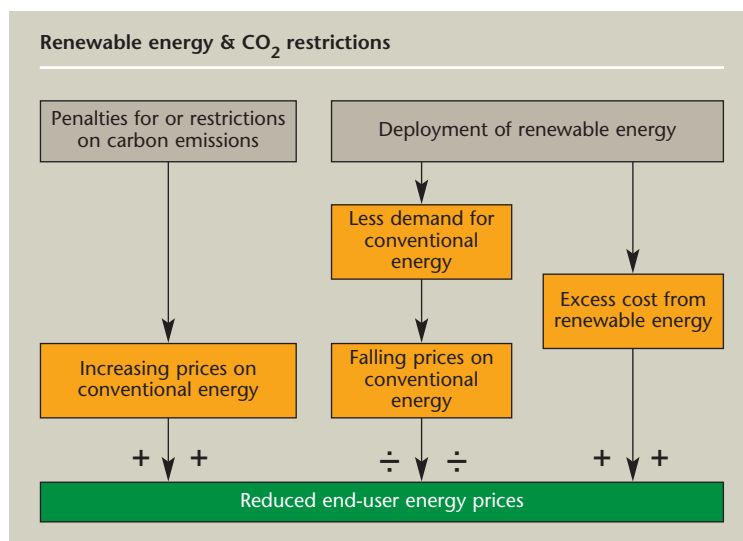 Renewable energy & CO2 restrictions
Penalties for or restrictions
on carbon emissions
Deployment of renewable energy
Less demand for
conventional
energy
Excess cost from
renewable energy
Increasing prices on
conventional energy
Falling prices on
conventional
energy
+ +
÷ ÷
+ +
Reduced end-user energy prices